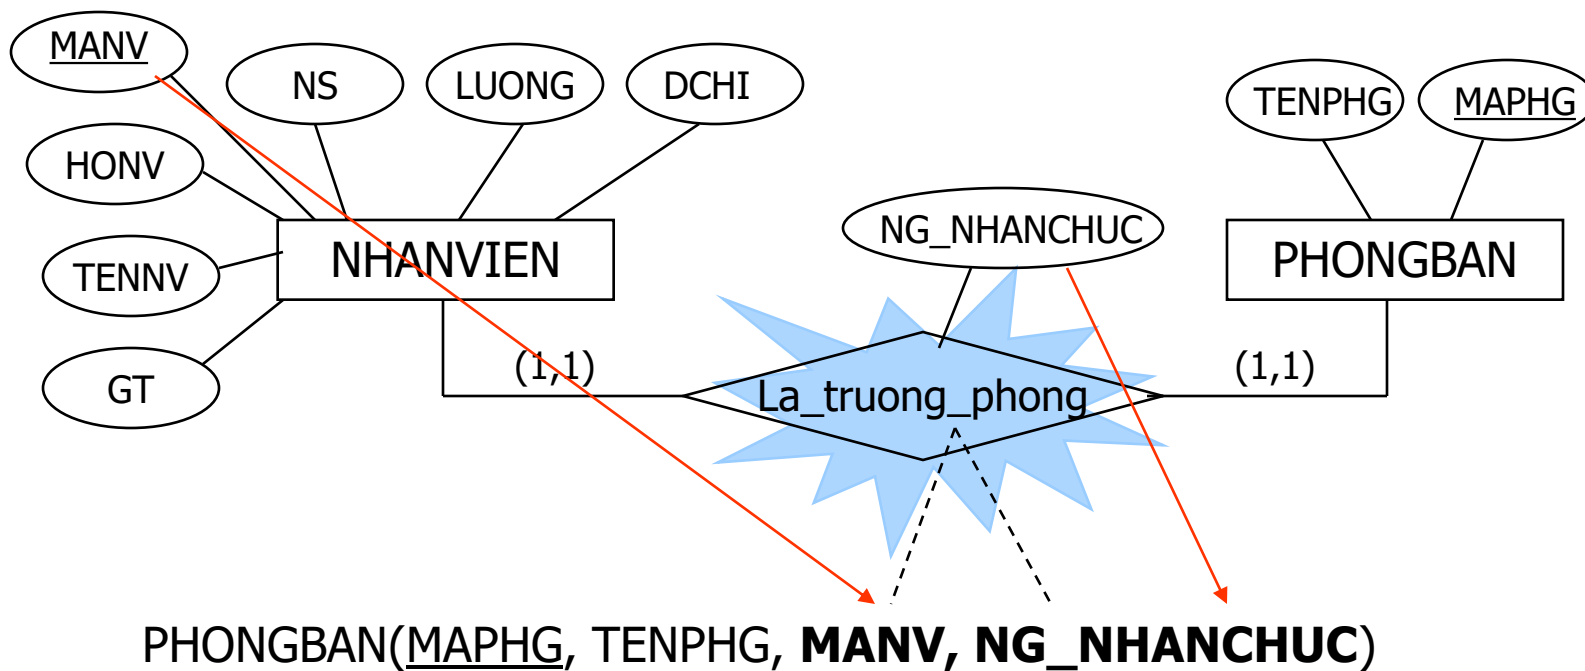 MANV
NS
LUONG
DCHI
TENPHG
MAPHG
HONV
NG_NHANCHUC
NHANVIEN
PHONGBAN
TENNV
(1,1)
(1,1)
GT
La_truong_phong
PHONGBAN(MAPHG, TENPHG, MANV, NG_NHANCHUC)